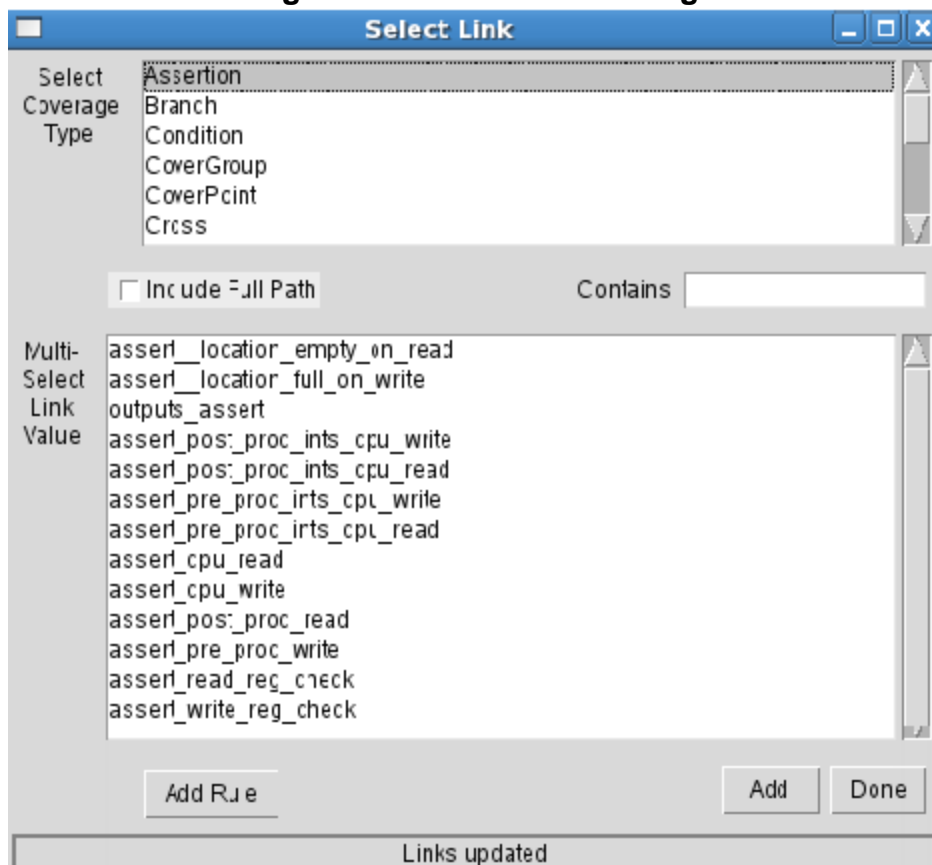 Select Link
Select Coverage Type
Assertion
Branch
Condition
CoverGroup
CoverPoint
Cross
Include Full Path
Contains
Multi-Select Link Value
assert__location_empty_on_read
assert__location_full_on_write
outputs_assert
assert_post_proc_ints_cpu_write
assert_post_proc_ints_cpu_read
assert_pre_proc_ints_cpu_write
assert_pre_proc_ints_cpu_read
assert_cpu_read
assert_cpu_write
assert_post_proc_read
assert_pre_proc_write
assert_read_reg_check
assert_write_reg_check
Add Rule
Add
Done
Links updated